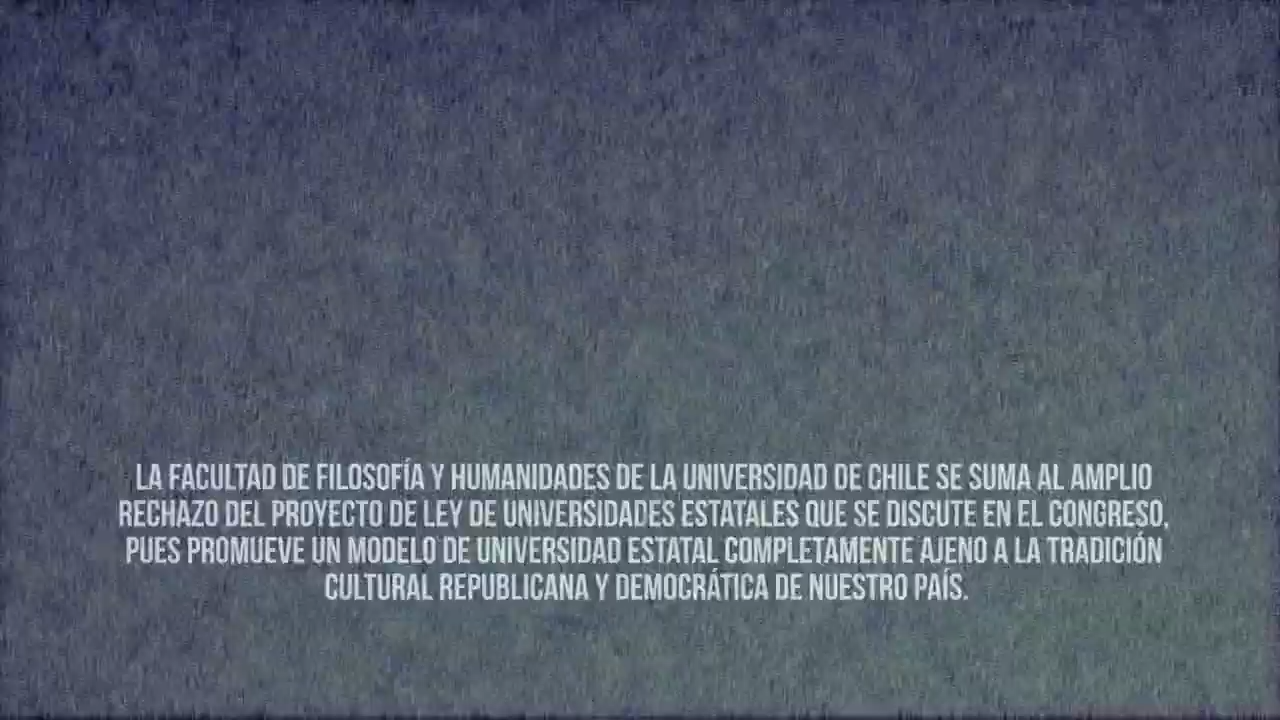 LA FACULTAD DE FILOSOFÍA Y HUMANIDADES DE LA UNIVERSIDAD DE CHILE SE SUMA AL AMPLIO
RECHAZO DEL PROYECTO DE LEY DE UNIVERSIDADES ESTATALES QUE SE DISCUTE EN EL CONGRESO,
PUES PROMUEVE UN MODELO DE UNIVERSIDAD ESTATAL COMPLETAMENTE AJENO A LA TRADICIÓN
CULTURAL REPUBLICANA Y DEMOCRÁTICA DE NUESTRO PAÍS.